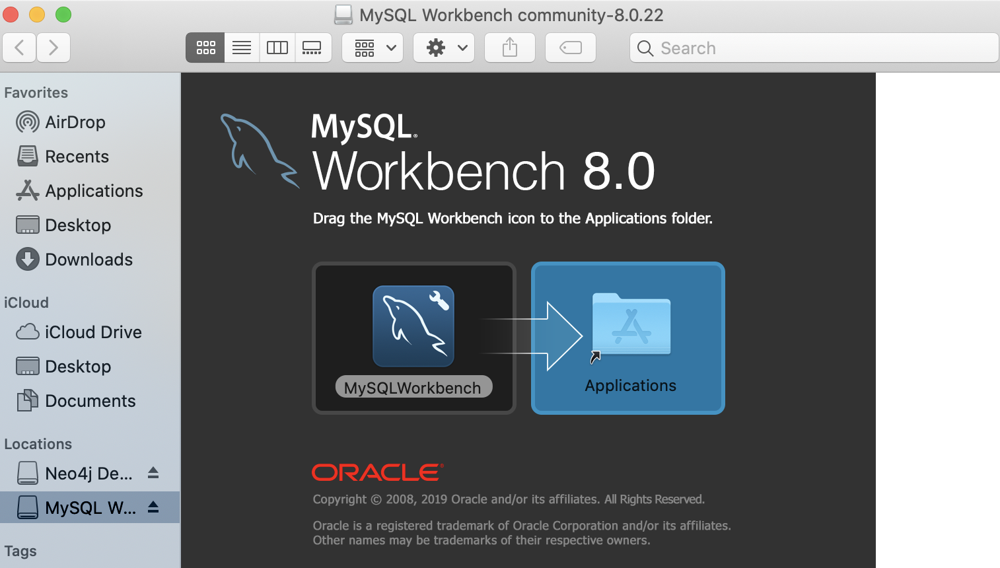 MySQL Workbench community-8.0.22
Search
Favorites
AirDrop
Recents
Applications
Desktop
Downloads
iCloud
iCloud Drive
Desktop
Documents
Locations
Neo4j De...
MySQL W...
Tags
MySQL®
Workbench 8.0
Drag the MySQL Workbench icon to the Applications folder.
MySQLWorkbench
Applications
ORACLE®
Copyright © 2008, 2019 Oracle and/or its affiliates. All Rights Reserved.
Oracle is a registered trademark of Oracle Corporation and/or its affiliates.
Other names may be trademarks of their respective owners.